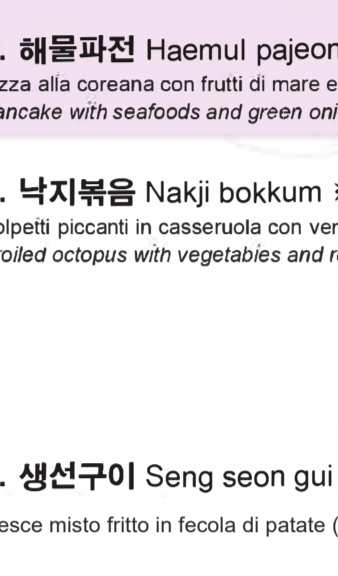 . 해물파전 Haemul pajeon
zza alla coreana con frutti di mare e
ancake with seafoods and green oni
. 낙지볶음 Nakji bokkum
olpetti piccanti in casseruola con ver
roiled octopus with vegetabies and r
. 생선구이 Seng seon gui
esce misto fritto in fecola di patate (